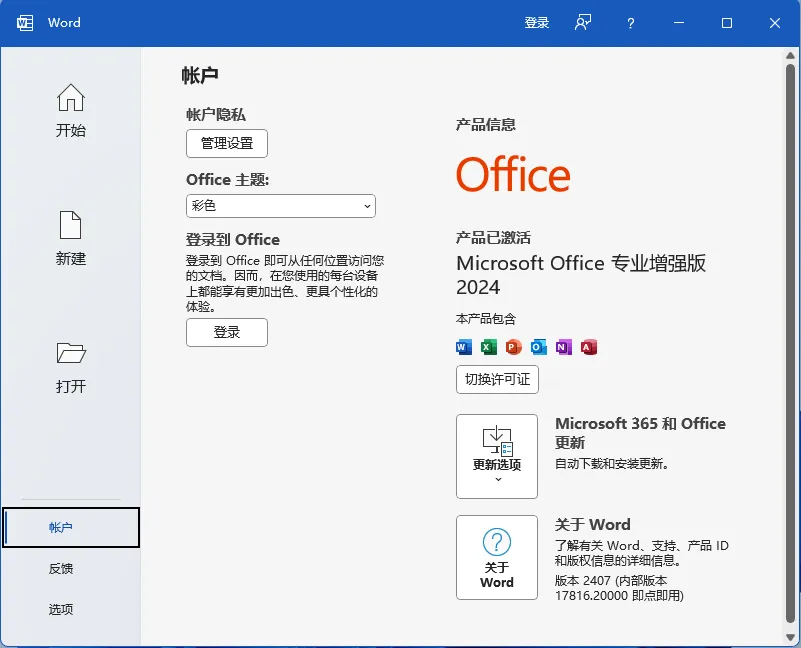 Word
登录
?
开始
新建
打开
帐户
反馈
选项
帐户
帐户隐私
管理设置
Office 主题:
彩色
登录到 Office
登录到 Office 即可从任何位置访问您
的文档。因而，在您使用的每台设备
上都能享有更加出色、更具个性化的
体验。
登录
产品信息
Office
产品已激活
Microsoft Office 专业增强版
2024
本产品包含
W X P O N A
切换许可证
更新选项
Microsoft 365 和 Office
更新
自动下载和安装更新。
?
关于
Word
关于 Word
了解有关 Word、支持、产品 ID
和版权信息的详细信息。
版本 2407 (内部版本
17816.20000 即点即用)